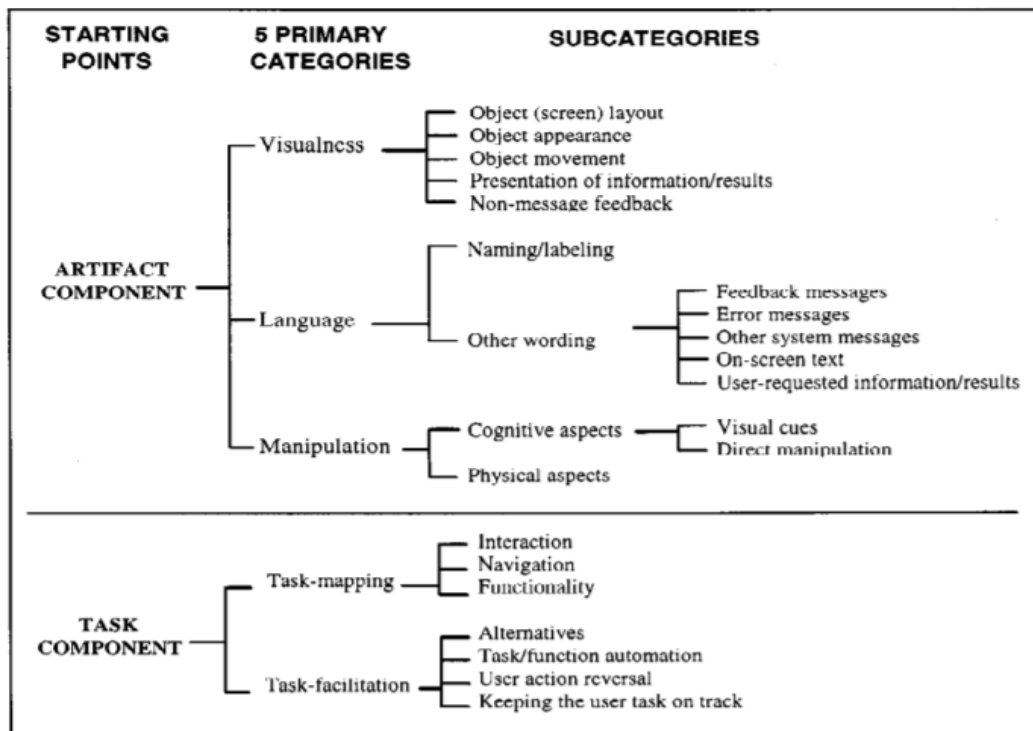 STARTING POINTS
5 PRIMARY CATEGORIES
SUBCATEGORIES
ARTIFACT COMPONENT
Visualness
Object (screen) layout
Object appearance
Object movement
Presentation of information/results
Non-message feedback
Language
Naming/labeling
Other wording
Feedback messages
Error messages
Other system messages
On-screen text
User-requested information/results
Manipulation
Cognitive aspects
Visual cues
Direct manipulation
Physical aspects
TASK COMPONENT
Task-mapping
Interaction
Navigation
Functionality
Task-facilitation
Alternatives
Task/function automation
User action reversal
Keeping the user task on track